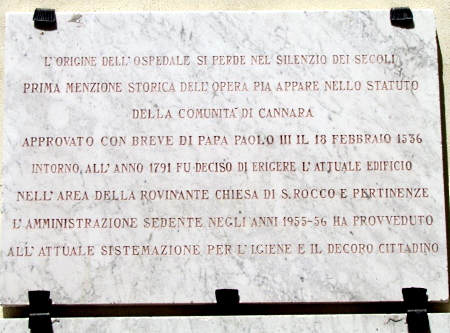 L'ORIGINE DELL'OSPEDALE SI PERDE NEL SILENZIO DEI SECOLI
PRIMA MENZIONE STORICA DELL'OPERA PIA APPARE NELLO STATUTO
DELLA COMUNITA' DI CANNARA
APPROVATO CON BREVE DI PAPA PAOLO III IL 18 FEBBRAIO 1536
INTORNO, ALL'ANNO 1791 FU DECISO DI ERIGERE L'ATTUALE EDIFICIO
NELL'AREA DELLA ROVINANTE CHIESA DI S. ROCCO E PERTINENZE
L'AMMINISTRAZIONE SEDENTE NEGLI ANNI 1955-56 HA PROVVEDUTO
ALL'ATTUALE SISTEMAZIONE PER L'IGIENE E IL DECORO CITTADINO